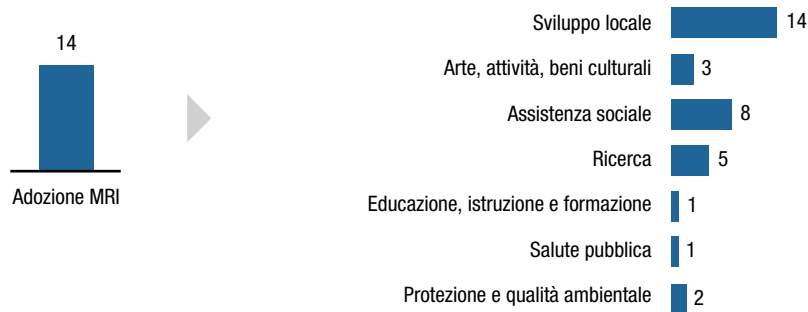 14
Adozione MRI
Sviluppo locale 14
Arte, attività, beni culturali 3
Assistenza sociale 8
Ricerca 5
Educazione, istruzione e formazione 1
Salute pubblica 1
Protezione e qualità ambientale 2